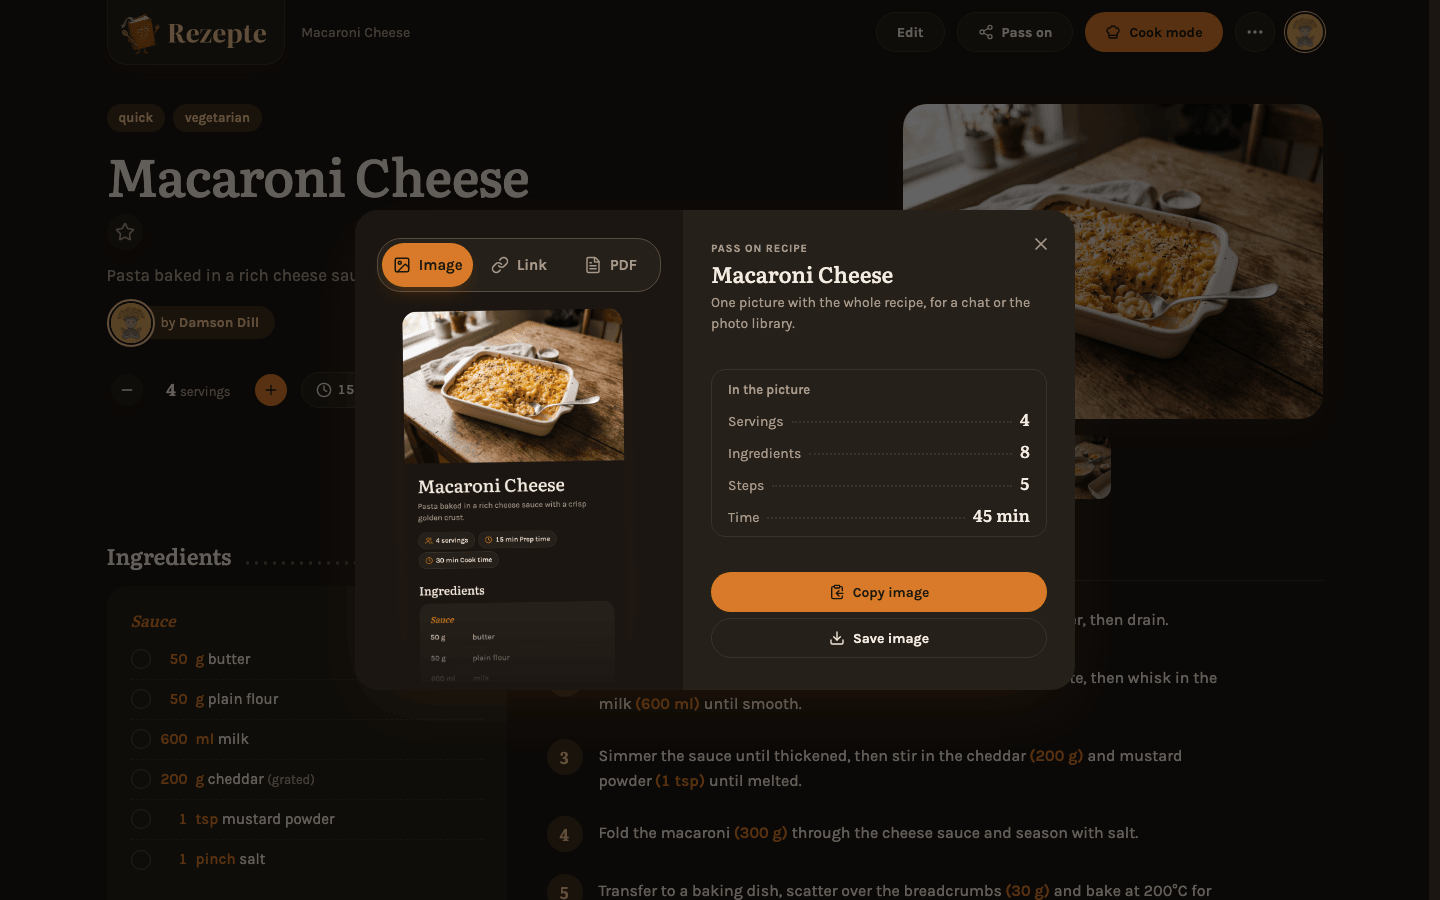 Rezepte
Macaroni Cheese
Edit
Pass on
Cook mode
quick
vegetarian
Macaroni Cheese
Pasta baked in a rich cheese sau
by Damson Dill
4 servings
15
Ingredients
Sauce
50 g butter
50 g plain flour
600 ml milk
200 g cheddar (grated)
1 tsp mustard powder
1 pinch salt
Image
Link
PDF
Macaroni Cheese
Pasta baked in a rich cheese sauce with a crisp
golden crust.
4 servings
15 min Prep time
30 min Cook time
Ingredients
Sauce
50 g butter
50 g plain flour
600 ml milk
PASS ON RECIPE
Macaroni Cheese
One picture with the whole recipe, for a chat or the
photo library.
In the picture
Servings 4
Ingredients 8
Steps 5
Time 45 min
Copy image
Save image
r, then drain.
te, then whisk in the
milk (600 ml) until smooth.
3 Simmer the sauce until thickened, then stir in the cheddar (200 g) and mustard
powder (1 tsp) until melted.
4 Fold the macaroni (300 g) through the cheese sauce and season with salt.
5 Transfer to a baking dish, scatter over the breadcrumbs (30 g) and bake at 200°C for